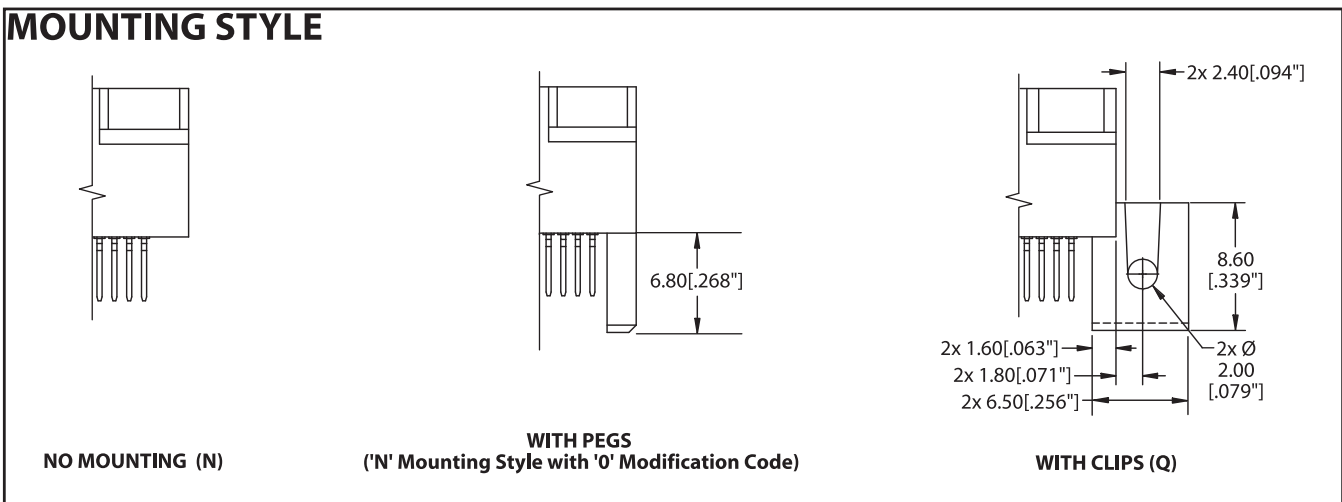 MOUNTING STYLE
2x 2.40[.094"]
6.80[.268"]
8.60
[.339"]
2x 1.60[.063"]
2x 1.80[.071"]
2x 6.50[.256"]
2x Ø
2.00
[.079"]
NO MOUNTING (N)
WITH PEGS
('N' Mounting Style with '0' Modification Code)
WITH CLIPS (Q)